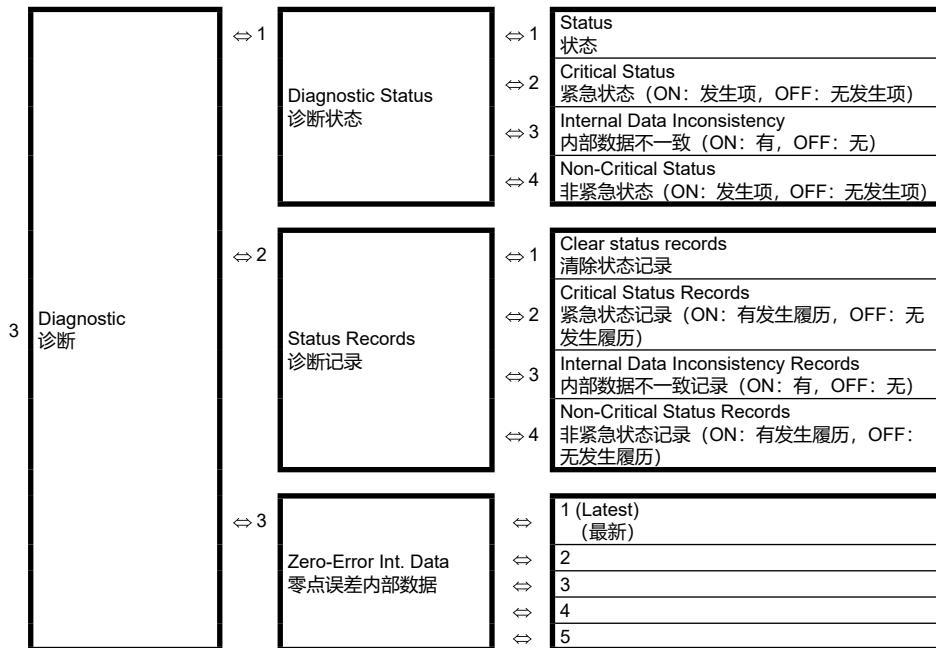 3
Diagnostic
诊断
⇔ 1
Diagnostic Status
诊断状态
⇔ 1
Status
状态
⇔ 2
Critical Status
紧急状态（ON：发生项，OFF：无发生项）
⇔ 3
Internal Data Inconsistency
内部数据不一致（ON：有，OFF：无）
⇔ 4
Non-Critical Status
非紧急状态（ON：发生项，OFF：无发生项）
⇔ 2
Status Records
诊断记录
⇔ 1
Clear status records
清除状态记录
⇔ 2
Critical Status Records
紧急状态记录（ON：有发生履历，OFF：无
发生履历）
⇔ 3
Internal Data Inconsistency Records
内部数据不一致记录（ON：有，OFF：无）
⇔ 4
Non-Critical Status Records
非紧急状态记录（ON：有发生履历，OFF：
无发生履历）
⇔ 3
Zero-Error Int. Data
零点误差内部数据
⇔ 1 (Latest)
（最新）
⇔ 2
⇔ 3
⇔ 4
⇔ 5